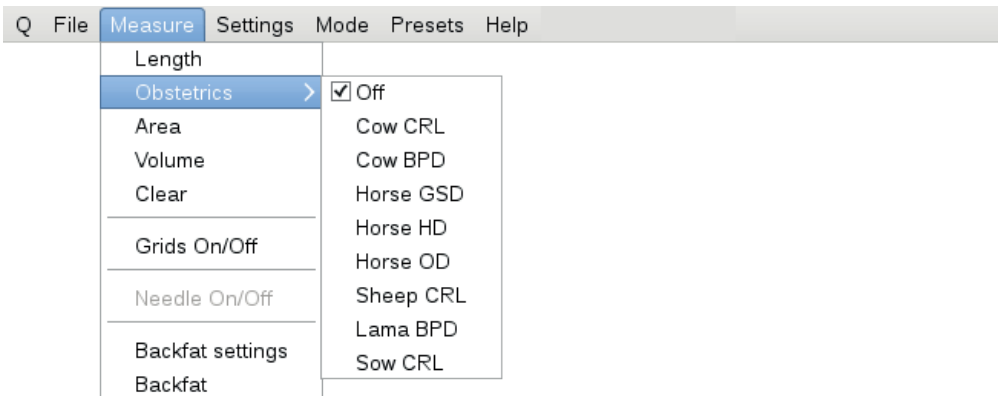 Q File Measure Settings Mode Presets Help
Length
Obstetrics
Area
Volume
Clear
Grids On/Off
Needle On/Off
Backfat settings
Backfat
Off
Cow CRL
Cow BPD
Horse GSD
Horse HD
Horse OD
Sheep CRL
Lama BPD
Sow CRL